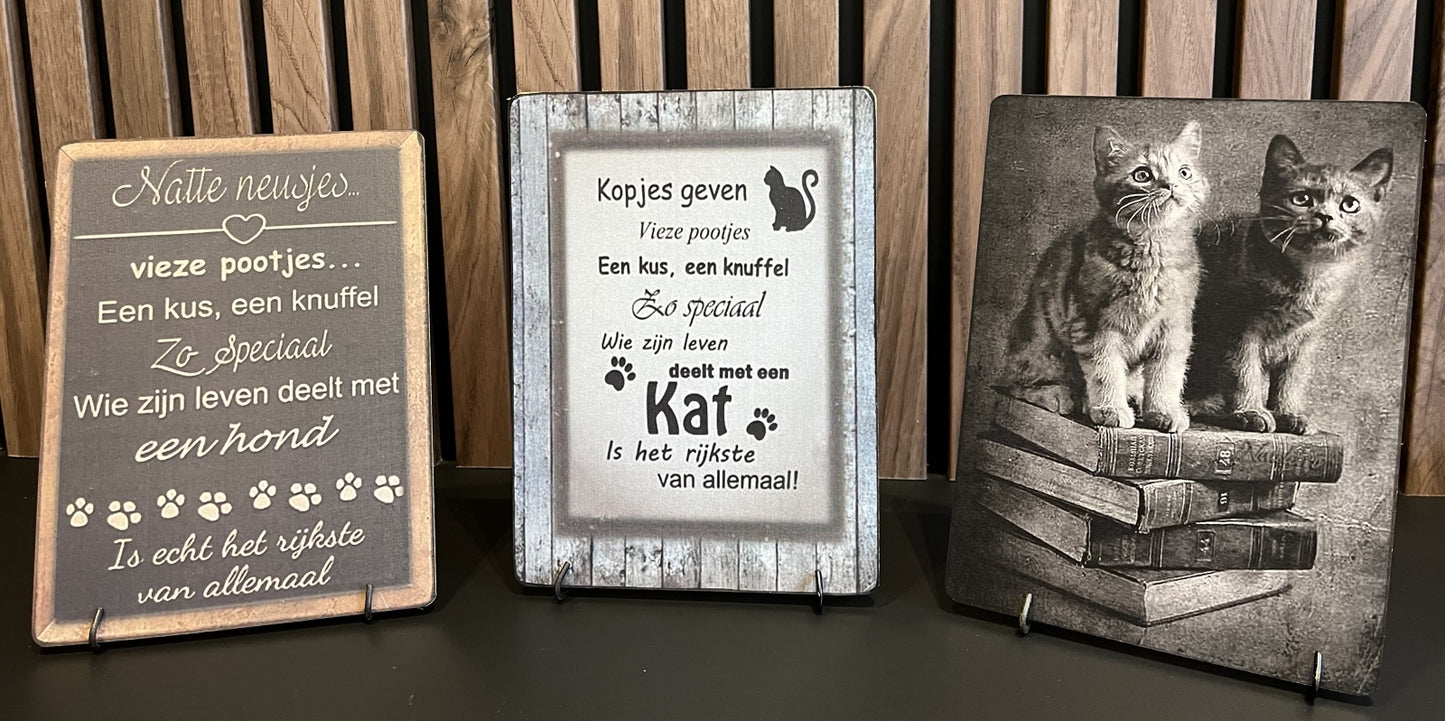 Natte neusjes...
vieze pootjes...
Een kus, een knuffel
Zo Speciaal
Wie zijn leven deelt met
een hond
Is echt het rijkste
van allemaal
Kopjes geven
Vieze pootjes
Een kus, een knuffel
Zo speciaal
Wie zijn leven
deelt met een
Kat
Is het rijkste
van allemaal!